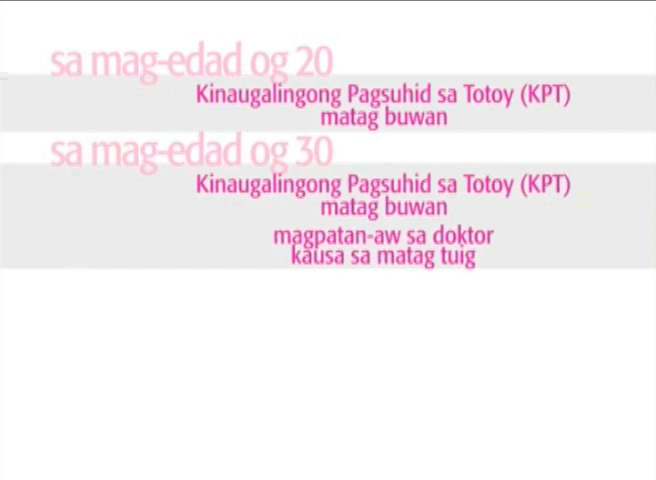 sa mag-edad og 20
Kinaugalingong Pagsuhid sa Totoy (KPT)
matag buwan
sa mag-edad og 30
Kinaugalingong Pagsuhid sa Totoy (KPT)
matag buwan
magpatan-aw sa doktor
kausa sa matag tuig